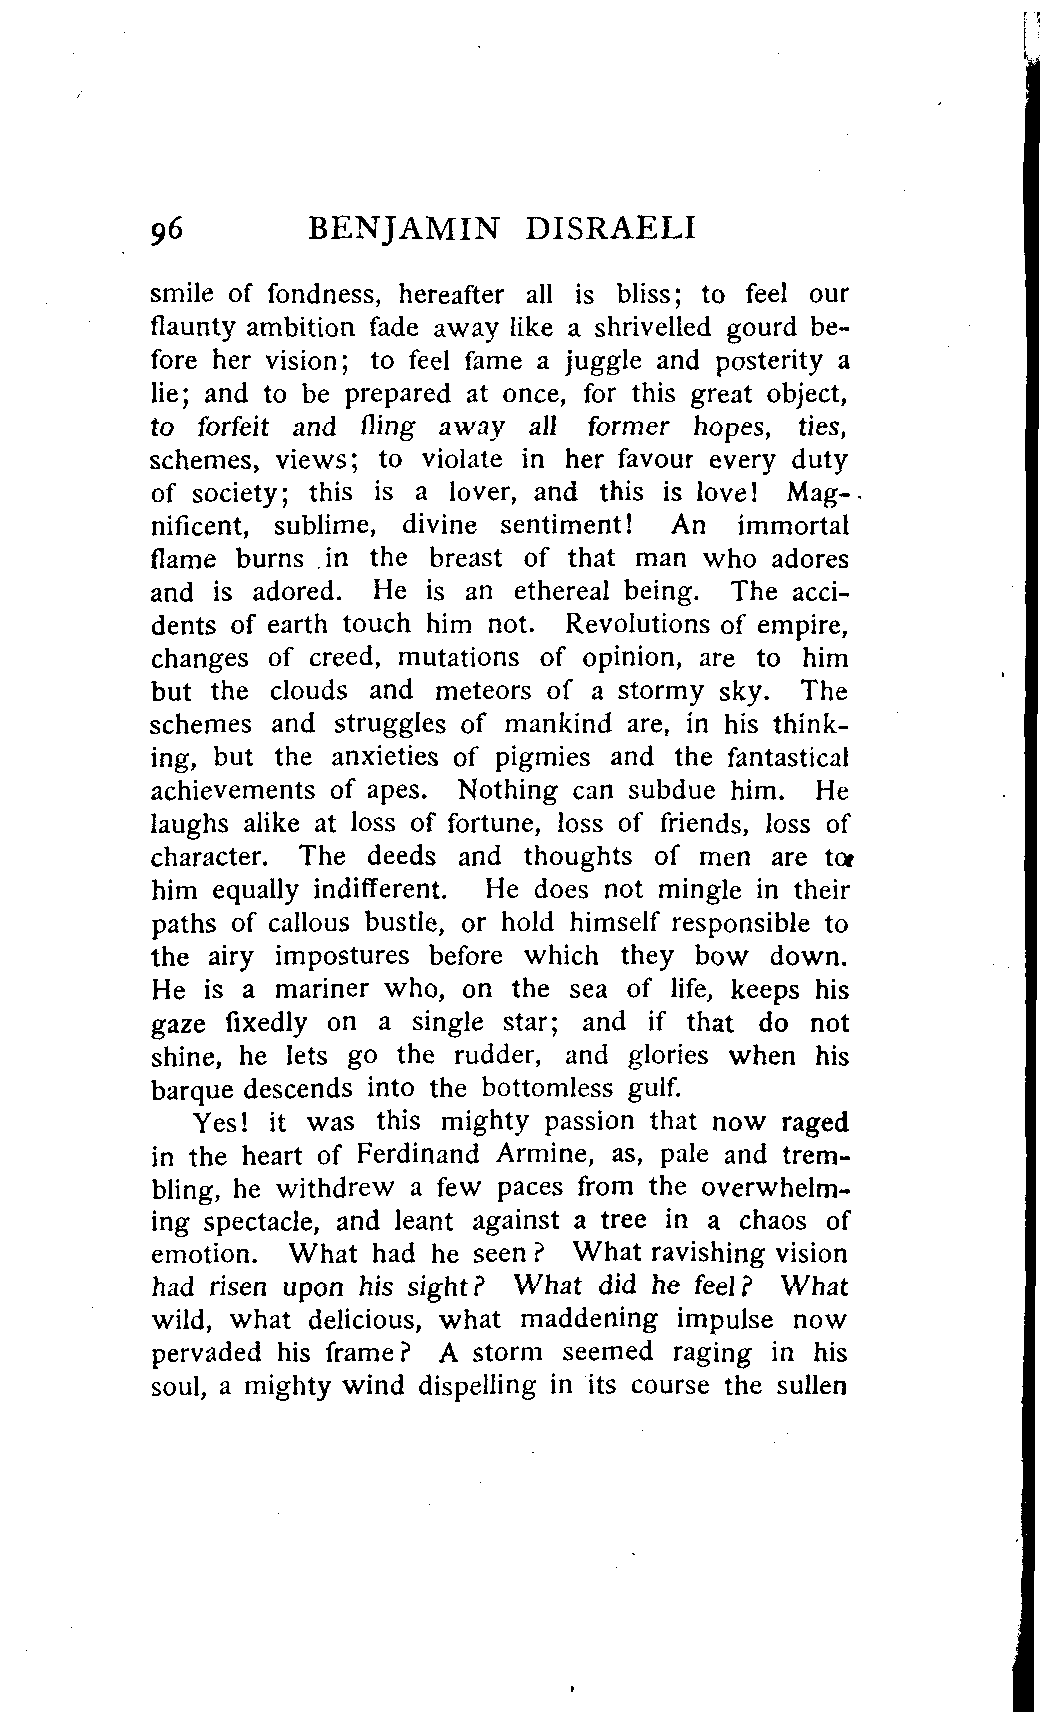 96 BENJAMIN DISRAELI
smile of fondness, hereafter all is bliss; to feel our
flaunty ambition fade away like a shrivelled gourd be-
fore her vision; to feel fame a juggle and posterity a
lie; and to be prepared at once, for this great object,
to forfeit and fling away all former hopes, ties,
schemes, views; to violate in her favour every duty
of society; this is a lover, and this is love! Mag-
nificent, sublime, divine sentiment! An immortal
flame burns in the breast of that man who adores
and is adored. He is an ethereal being. The acci-
dents of earth touch him not. Revolutions of empire,
changes of creed, mutations of opinion, are to him
but the clouds and meteors of a stormy sky. The
schemes and struggles of mankind are, in his think-
ing, but the anxieties of pigmies and the fantastical
achievements of apes. Nothing can subdue him. He
laughs alike at loss of fortune, loss of friends, loss of
character. The deeds and thoughts of men are to
him equally indifferent. He does not mingle in their
paths of callous bustle, or hold himself responsible to
the airy impostures before which they bow down.
He is a mariner who, on the sea of life, keeps his
gaze fixedly on a single star; and if that do not
shine, he lets go the rudder, and glories when his
barque descends into the bottomless gulf.
Yes! it was this mighty passion that now raged
in the heart of Ferdinand Armine, as, pale and trem-
bling, he withdrew a few paces from the overwhelm-
ing spectacle, and leant against a tree in a chaos of
emotion. What had he seen? What ravishing vision
had risen upon his sight? What did he feel? What
wild, what delicious, what maddening impulse now
pervaded his frame? A storm seemed raging in his
soul, a mighty wind dispelling in its course the sullen